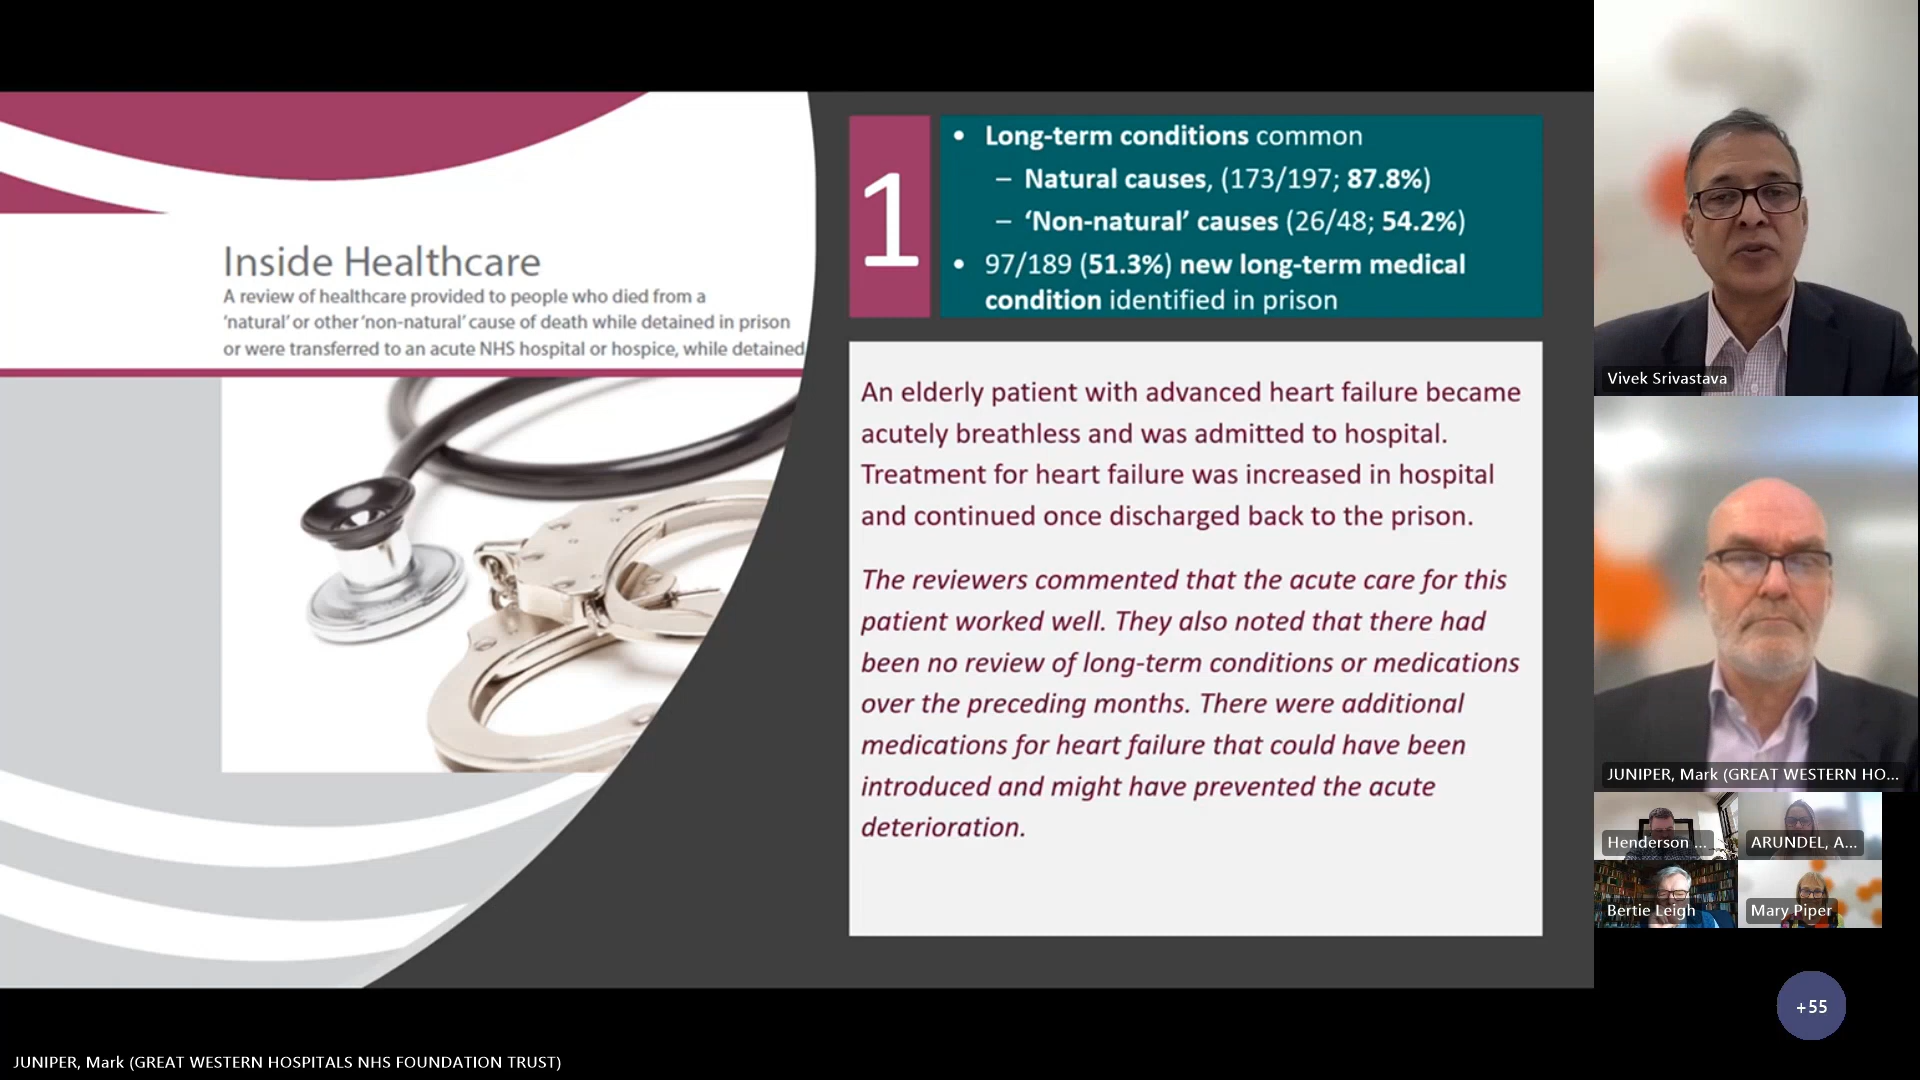 Inside Healthcare
A review of healthcare provided to people who died from a
‘natural’ or other ‘non-natural’ cause of death while detained in prison
or were transferred to an acute NHS hospital or hospice, while detained
1
• Long-term conditions common
– Natural causes, (173/197; 87.8%)
– ‘Non-natural’ causes (26/48; 54.2%)
• 97/189 (51.3%) new long-term medical
condition identified in prison
An elderly patient with advanced heart failure became
acutely breathless and was admitted to hospital.
Treatment for heart failure was increased in hospital
and continued once discharged back to the prison.
The reviewers commented that the acute care for this
patient worked well. They also noted that there had
been no review of long-term conditions or medications
over the preceding months. There were additional
medications for heart failure that could have been
introduced and might have prevented the acute
deterioration.
Vivek Srivastava
JUNIPER, Mark (GREAT WESTERN HO...
Henderson ...
ARUNDEL, A...
Bertie Leigh
Mary Piper
+55
JUNIPER, Mark (GREAT WESTERN HOSPITALS NHS FOUNDATION TRUST)